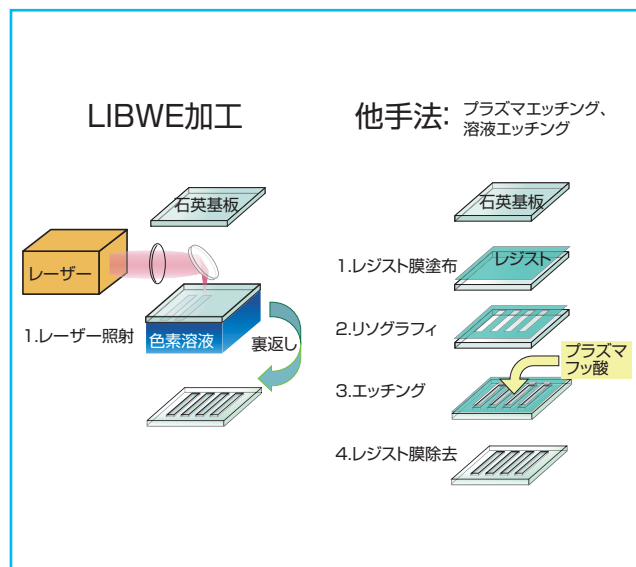 LIBWE加工
石英基板
レーザー
1.レーザー照射
色素溶液
裏返し
他手法: プラズマエッチング、
溶液エッチング
石英基板
1.レジスト膜塗布
レジスト
2.リソグラフィ
プラズマ
フッ酸
3.エッチング
4.レジスト膜除去